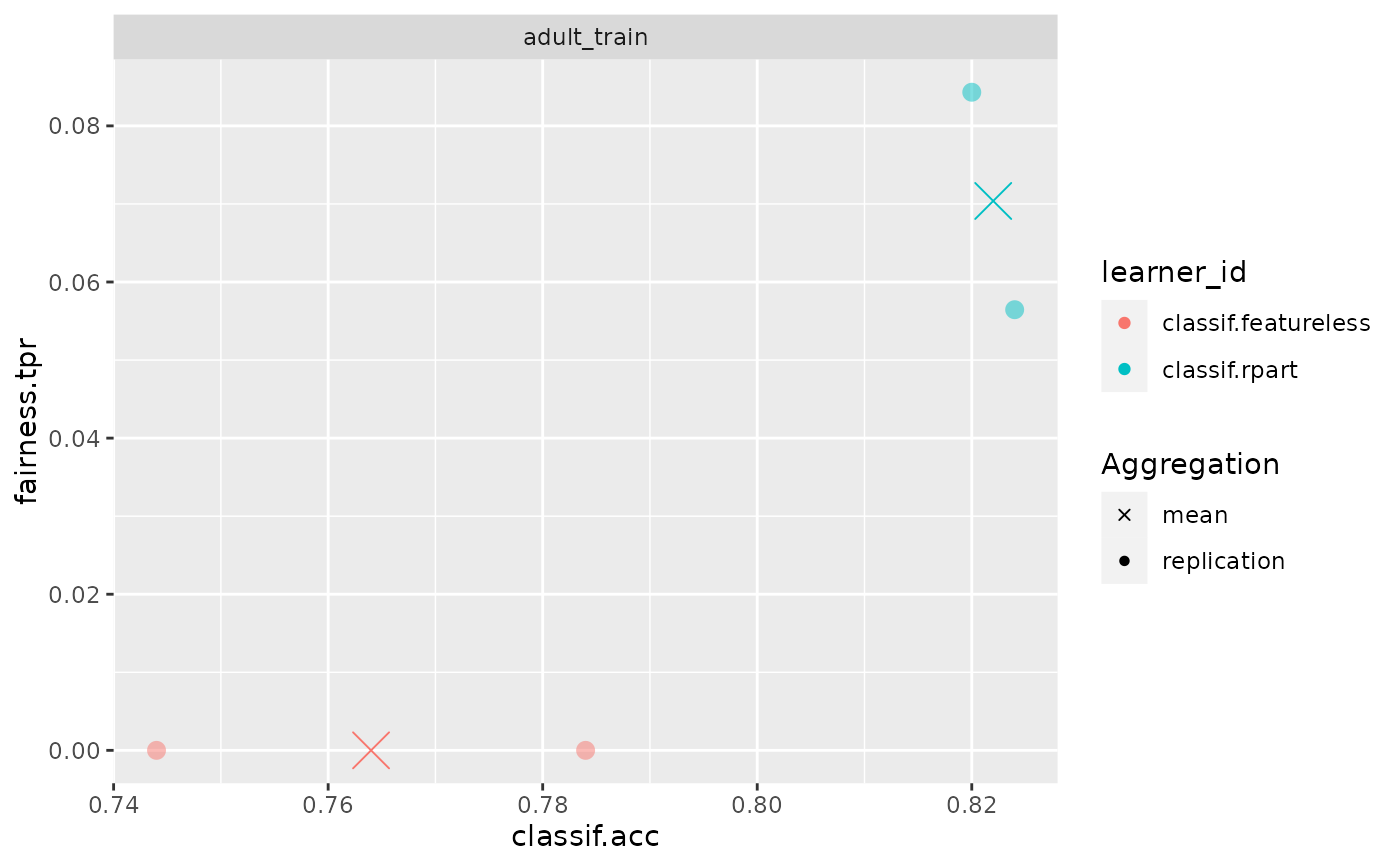 adult_train
0.08
0.06
0.04
0.02
0.00
fairness.tpr
0.74
0.76
0.78
0.80
0.82
classif.acc
learner_id
classif.featureless
classif.rpart
Aggregation
mean
replication